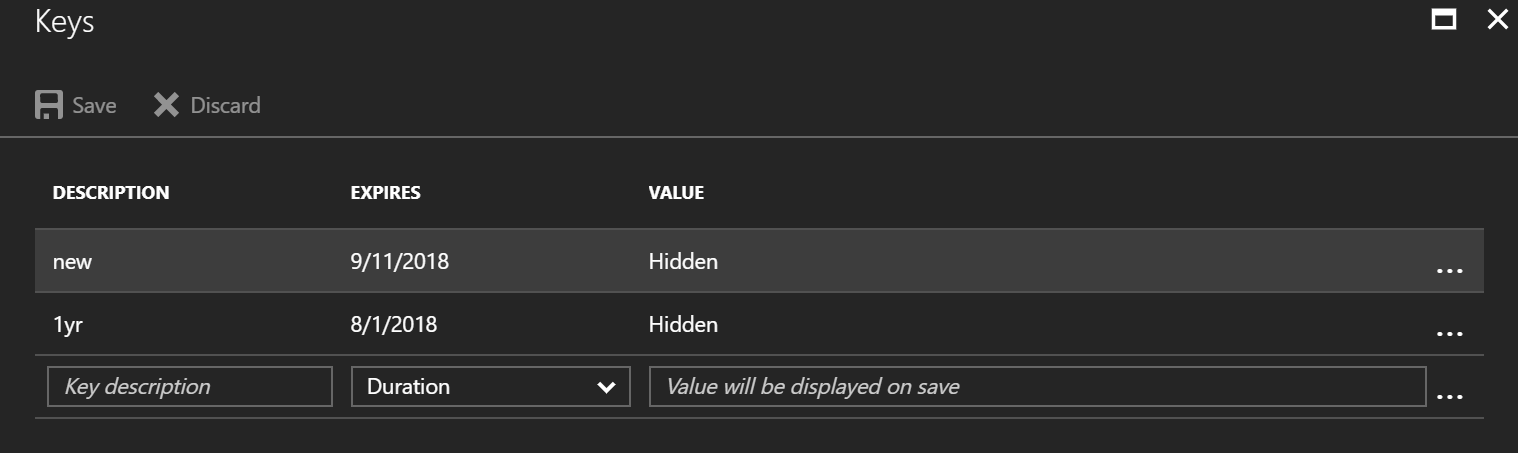 Keys
Save Discard
DESCRIPTION EXPIRES VALUE
new 9/11/2018 Hidden ...
1yr 8/1/2018 Hidden ...
Key description Duration Value will be displayed on save ...